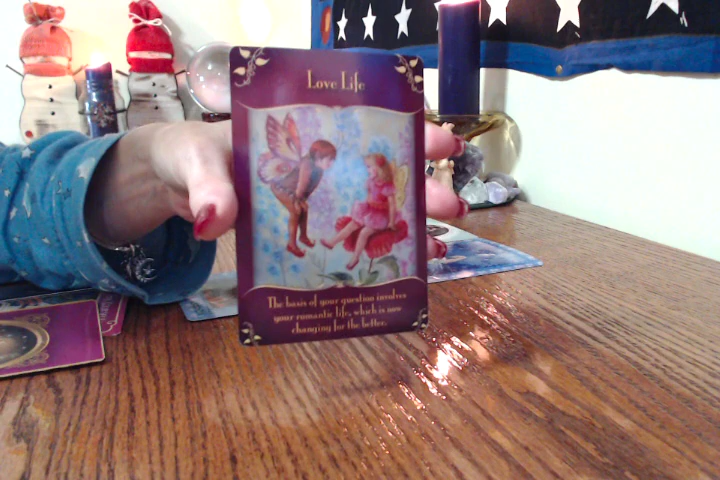 Love Life
The basis of your question involves
your romantic life, which is now
changing for the better.